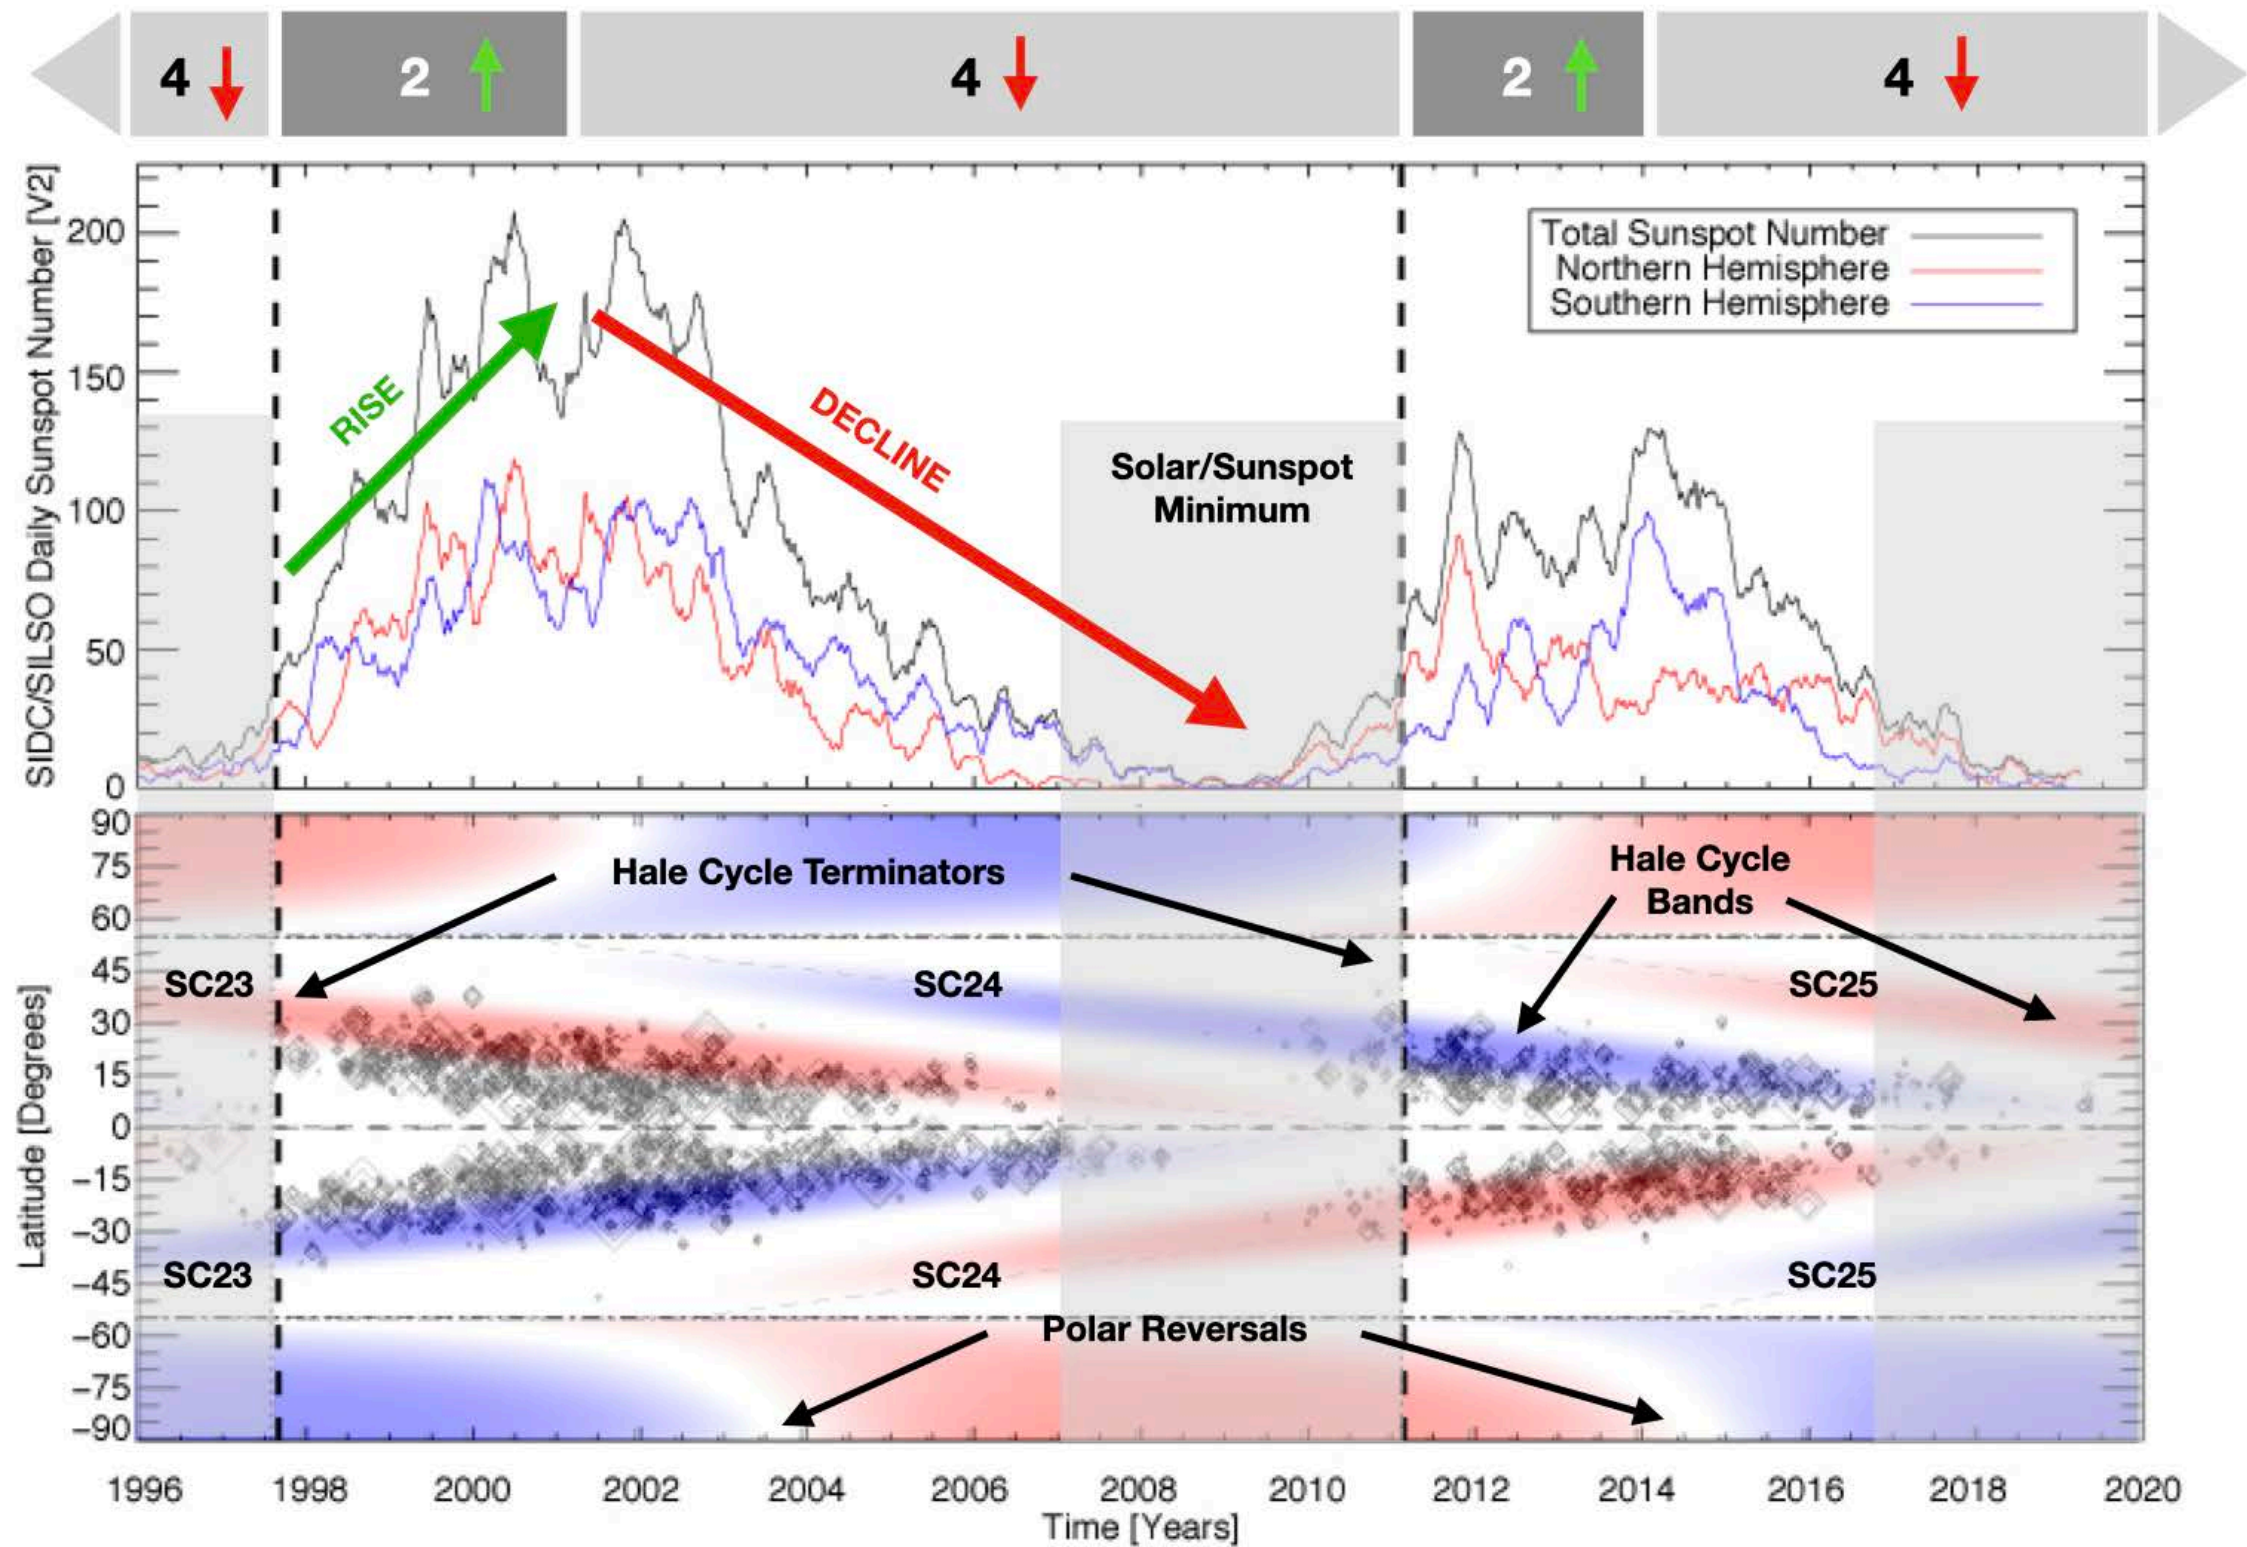 4 2 4 2 4
SIDC/SILSO Daily Sunspot Number [V2]
200
150
100
50
0
Total Sunspot Number
Northern Hemisphere
Southern Hemisphere
RISE
DECLINE
Solar/Sunspot
Minimum
Latitude [Degrees]
90
75
60
45
30
15
0
−15
−30
−45
−60
−75
−90
Hale Cycle Terminators
Hale Cycle
Bands
SC23 SC24 SC25
SC23 SC24 SC25
Polar Reversals
1996 1998 2000 2002 2004 2006 2008 2010 2012 2014 2016 2018 2020
Time [Years]